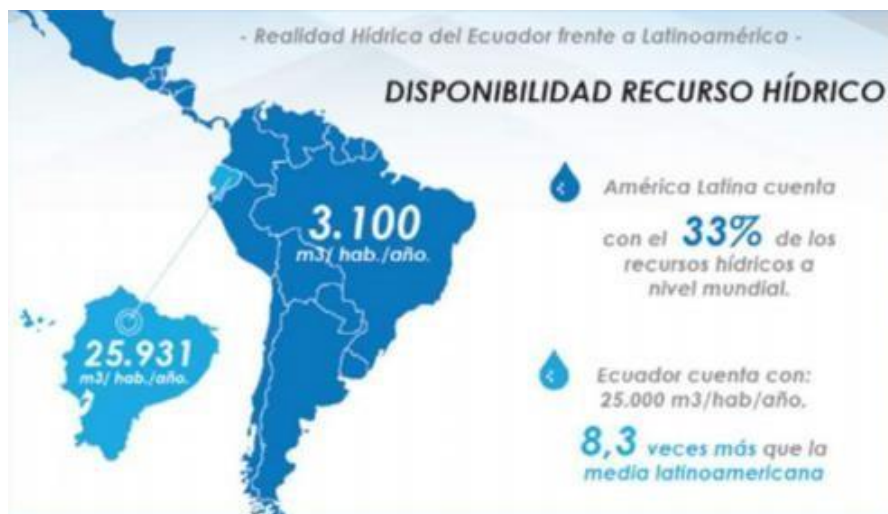 - Realidad Hídrica del Ecuador frente a Latinoamérica -
DISPONIBILIDAD RECURSO HÍDRICO
3.100
m3/ hab./año.
25.931
m3/ hab./año.
América Latina cuenta
con el 33% de los
recursos hídricos a
nivel mundial.
Ecuador cuenta con:
25.000 m3/hab/año.
8,3 veces más que la
media latinoamericana